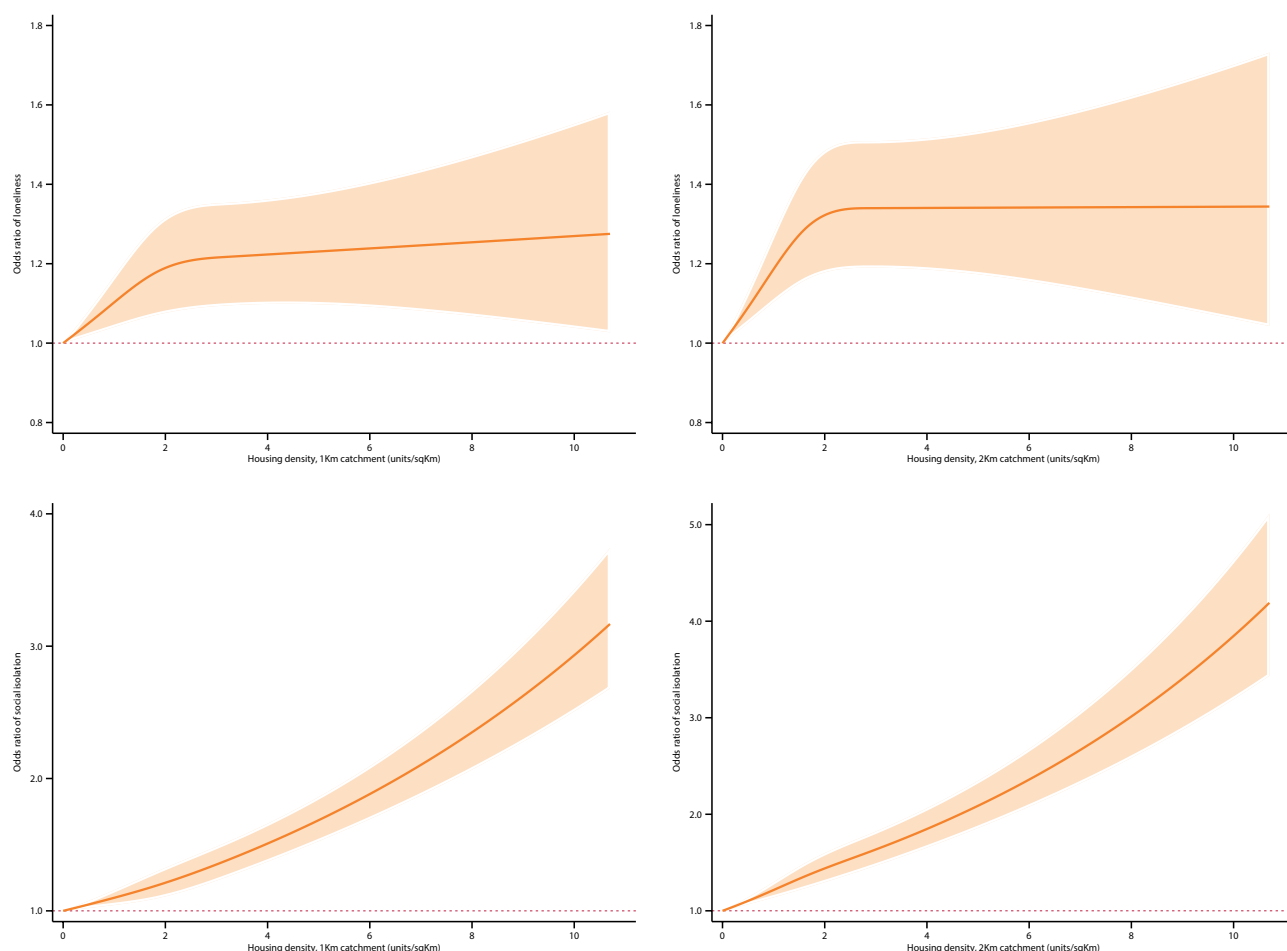 1.8
1.6
1.4
1.2
1.0
0.8
Odds ratio of loneliness
0 2 4 6 8 10
Housing density, 1Km catchment (units/sqKm)
1.8
1.6
1.4
1.2
1.0
0.8
Odds ratio of loneliness
0 2 4 6 8 10
Housing density, 2Km catchment (units/sqKm)
4.0
3.0
2.0
1.0
Odds ratio of social isolation
0 2 4 6 8 10
Housing density, 1Km catchment (units/sqKm)
5.0
4.0
3.0
2.0
1.0
Odds ratio of social isolation
0 2 4 6 8 10
Housing density, 2Km catchment (units/sqKm)